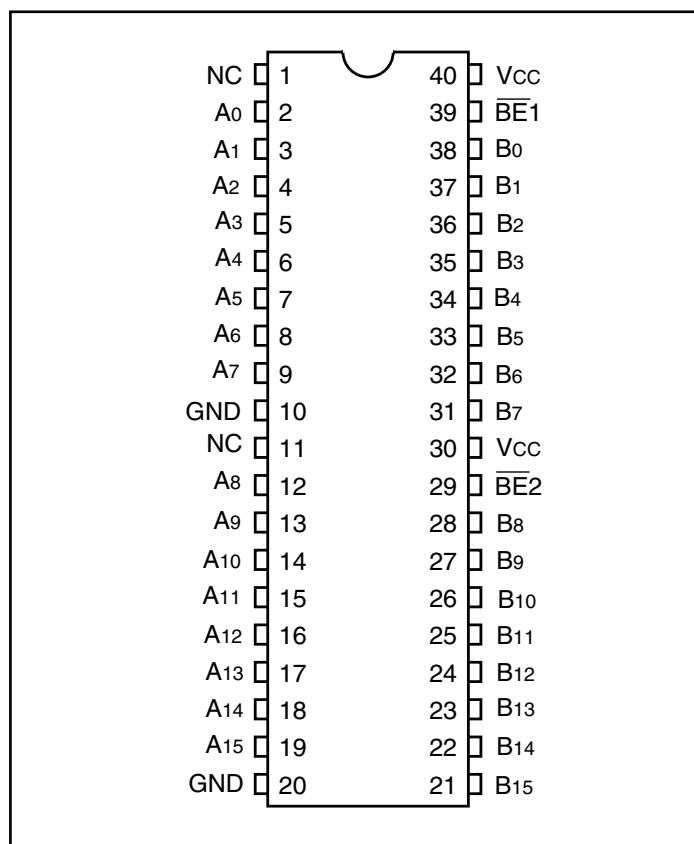 NC 1 40 VCC
A0 2 39 B̅E̅1
A1 3 38 B0
A2 4 37 B1
A3 5 36 B2
A4 6 35 B3
A5 7 34 B4
A6 8 33 B5
A7 9 32 B6
GND 10 31 B7
NC 11 30 VCC
A8 12 29 B̅E̅2
A9 13 28 B8
A10 14 27 B9
A11 15 26 B10
A12 16 25 B11
A13 17 24 B12
A14 18 23 B13
A15 19 22 B14
GND 20 21 B15